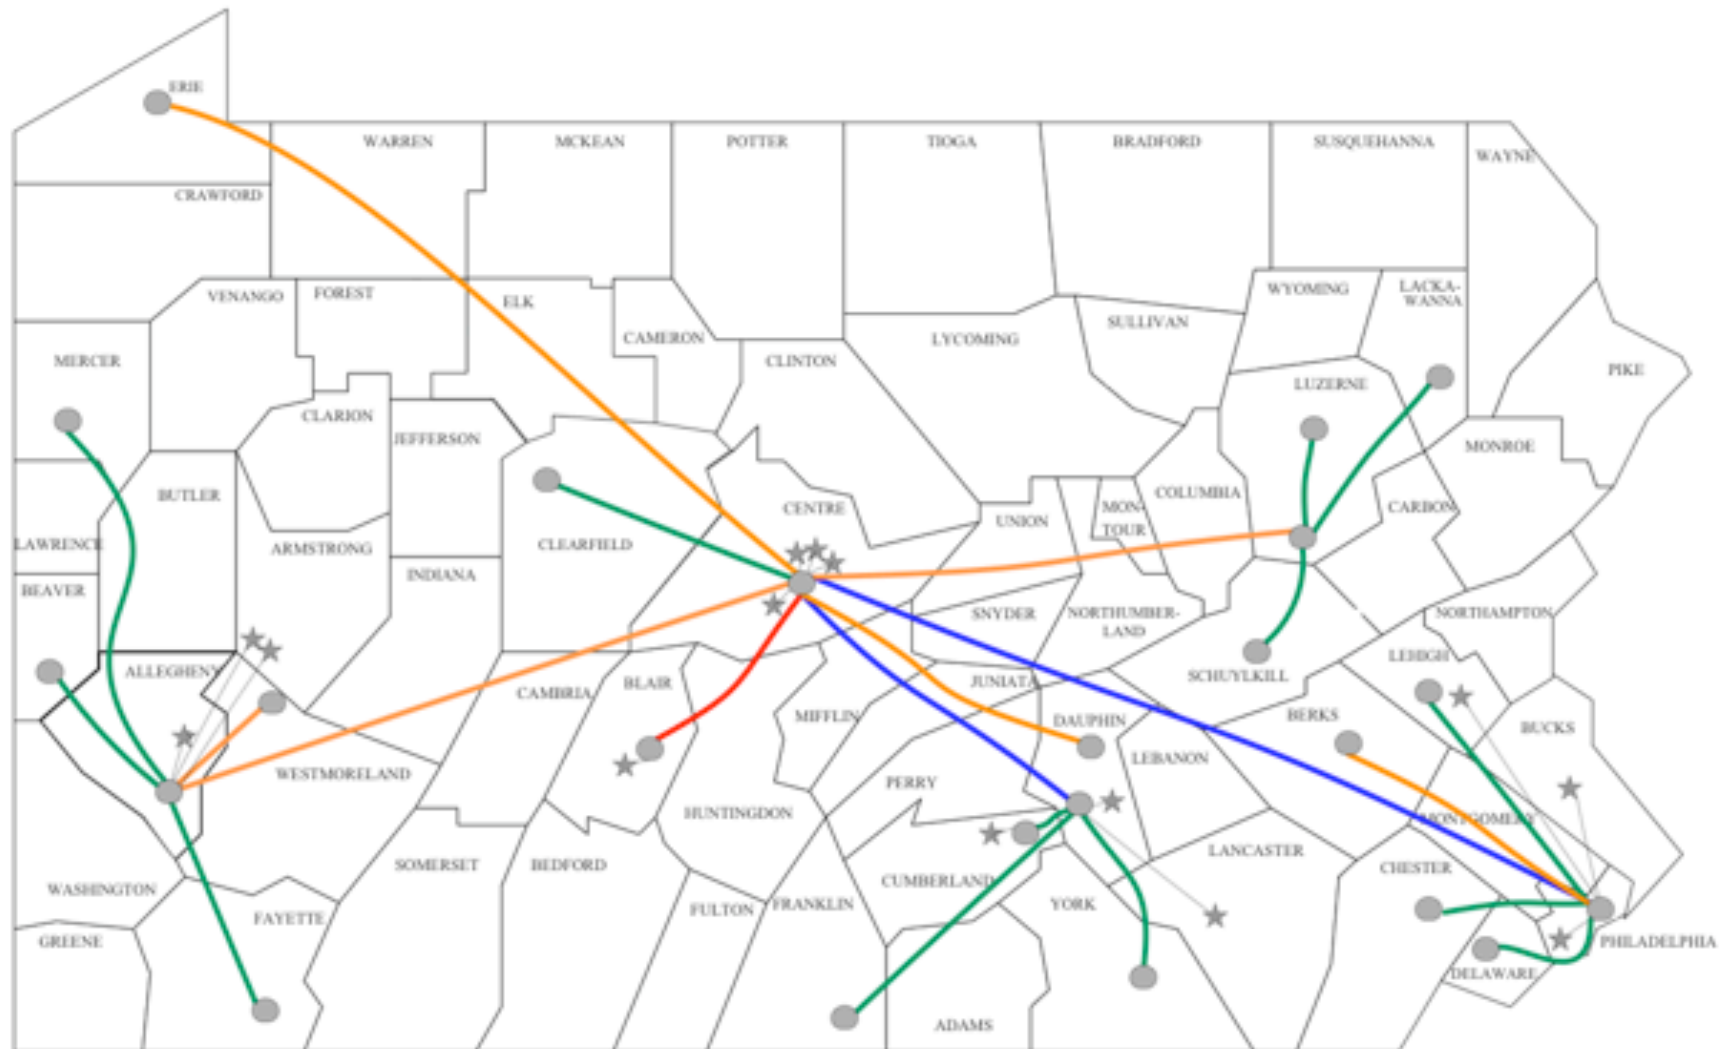 ERIE
WARREN
MCKEAN
POTTER
TIOGA
BRADFORD
SUSQUEHANNA
WAYNE
CRAWFORD
VENANGO
FOREST
ELK
CAMERON
CLINTON
LYCOMING
SULLIVAN
WYOMING
LACKA-
WANNA
MERCER
CLARION
JEFFERSON
LUZERNE
PIKE
BUTLER
CENTRE
UNION
MON-
TOUR
COLUMBIA
CARBON
MONROE
LAWRENCE
ARMSTRONG
CLEARFIELD
BEAVER
INDIANA
SNYDER
NORTHUMBER-
LAND
NORTHAMPTON
ALLEGHENY
CAMBRIA
BLAIR
MIFFLIN
JUNIATA
SCHUYLKILL
LEHIGH
DAUPHIN
BERKS
BUCKS
WESTMORELAND
HUNTINGDON
PERRY
LEBANON
MONTGOMERY
WASHINGTON
SOMERSET
BEDFORD
CUMBERLAND
LANCASTER
CHESTER
GREENE
FAYETTE
FULTON
FRANKLIN
YORK
PHILADELPHIA
DELAWARE
ADAMS